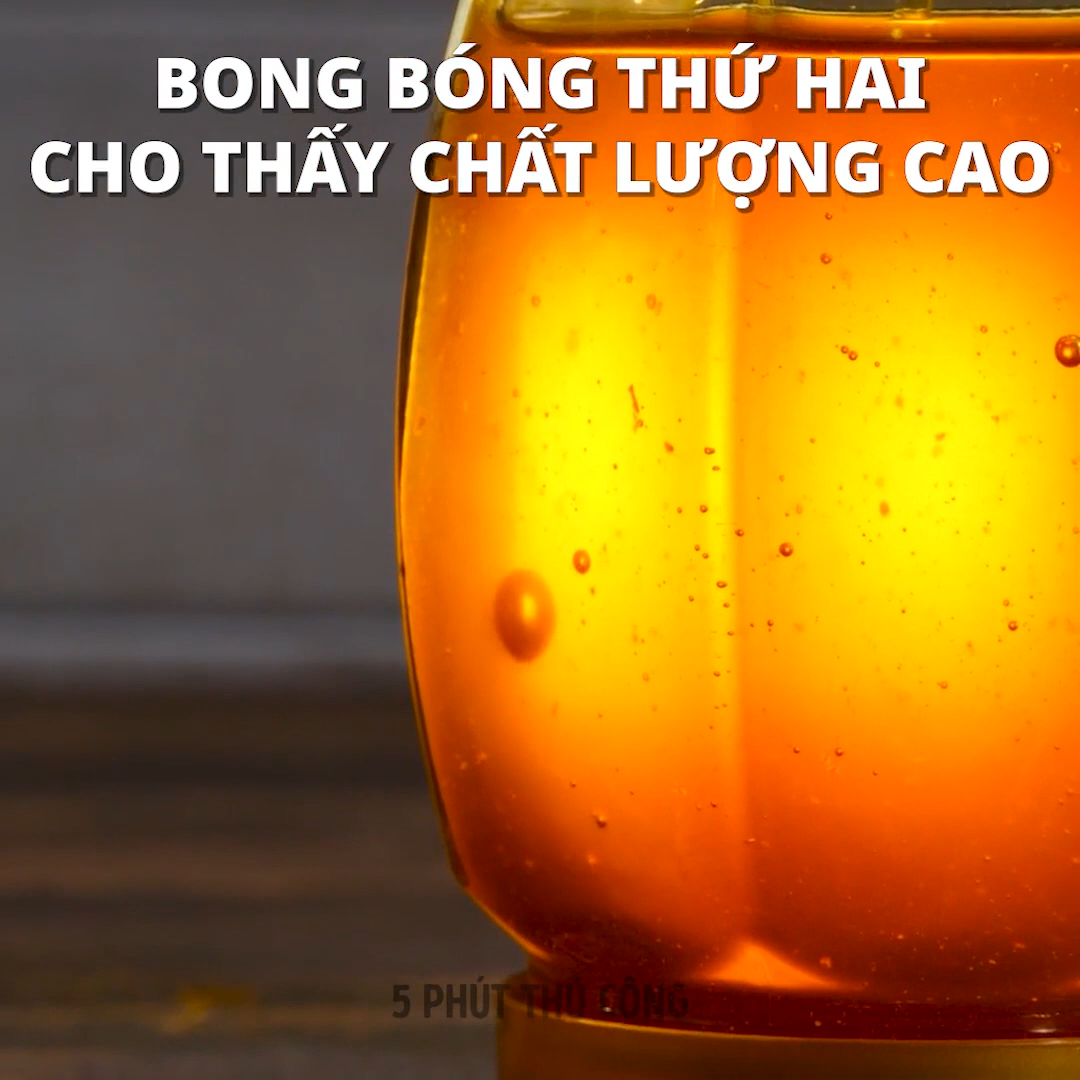 BONG BÓNG THỨ HAI
CHO THẤY CHẤT LƯỢNG CAO
5 PHÚT THỦ CÔNG